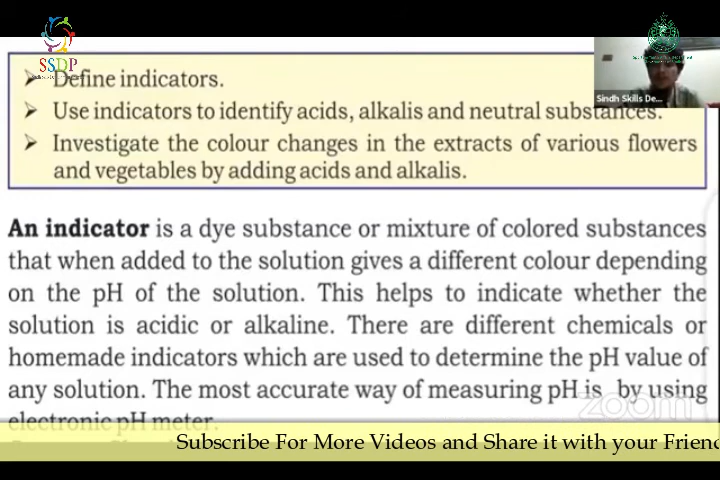 SSDP
Define indicators.
Use indicators to identify acids, alkalis and neutral substances.
Investigate the colour changes in the extracts of various flowers
and vegetables by adding acids and alkalis.
Sindh Skills De...
An indicator is a dye substance or mixture of colored substances
that when added to the solution gives a different colour depending
on the pH of the solution. This helps to indicate whether the
solution is acidic or alkaline. There are different chemicals or
homemade indicators which are used to determine the pH value of
any solution. The most accurate way of measuring pH is by using
zoom
electronic pH meter.
Subscribe For More Videos and Share it with your Friend